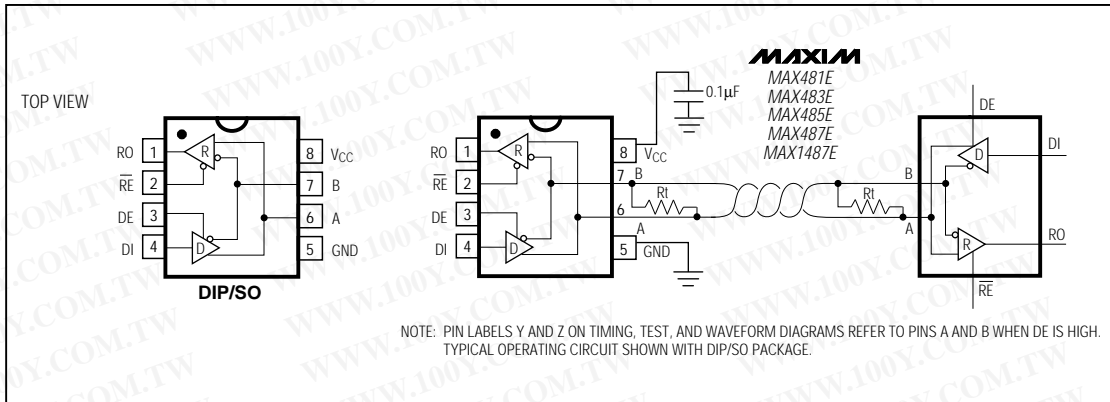 TOP VIEW
RO 1
RE 2
DE 3
DI 4
R
D
8 VCC
7 B
6 A
5 GND
DIP/SO
RO 1
RE 2
DE 3
DI 4
R
D
8 VCC
7 B
6 A
5 GND
0.1µF
MAXIM
MAX481E
MAX483E
MAX485E
MAX487E
MAX1487E
Rt
Rt
B
A
DE
D
DI
R
RO
RE
NOTE: PIN LABELS Y AND Z ON TIMING, TEST, AND WAVEFORM DIAGRAMS REFER TO PINS A AND B WHEN DE IS HIGH.
TYPICAL OPERATING CIRCUIT SHOWN WITH DIP/SO PACKAGE.
WWW.100Y.COM.TW